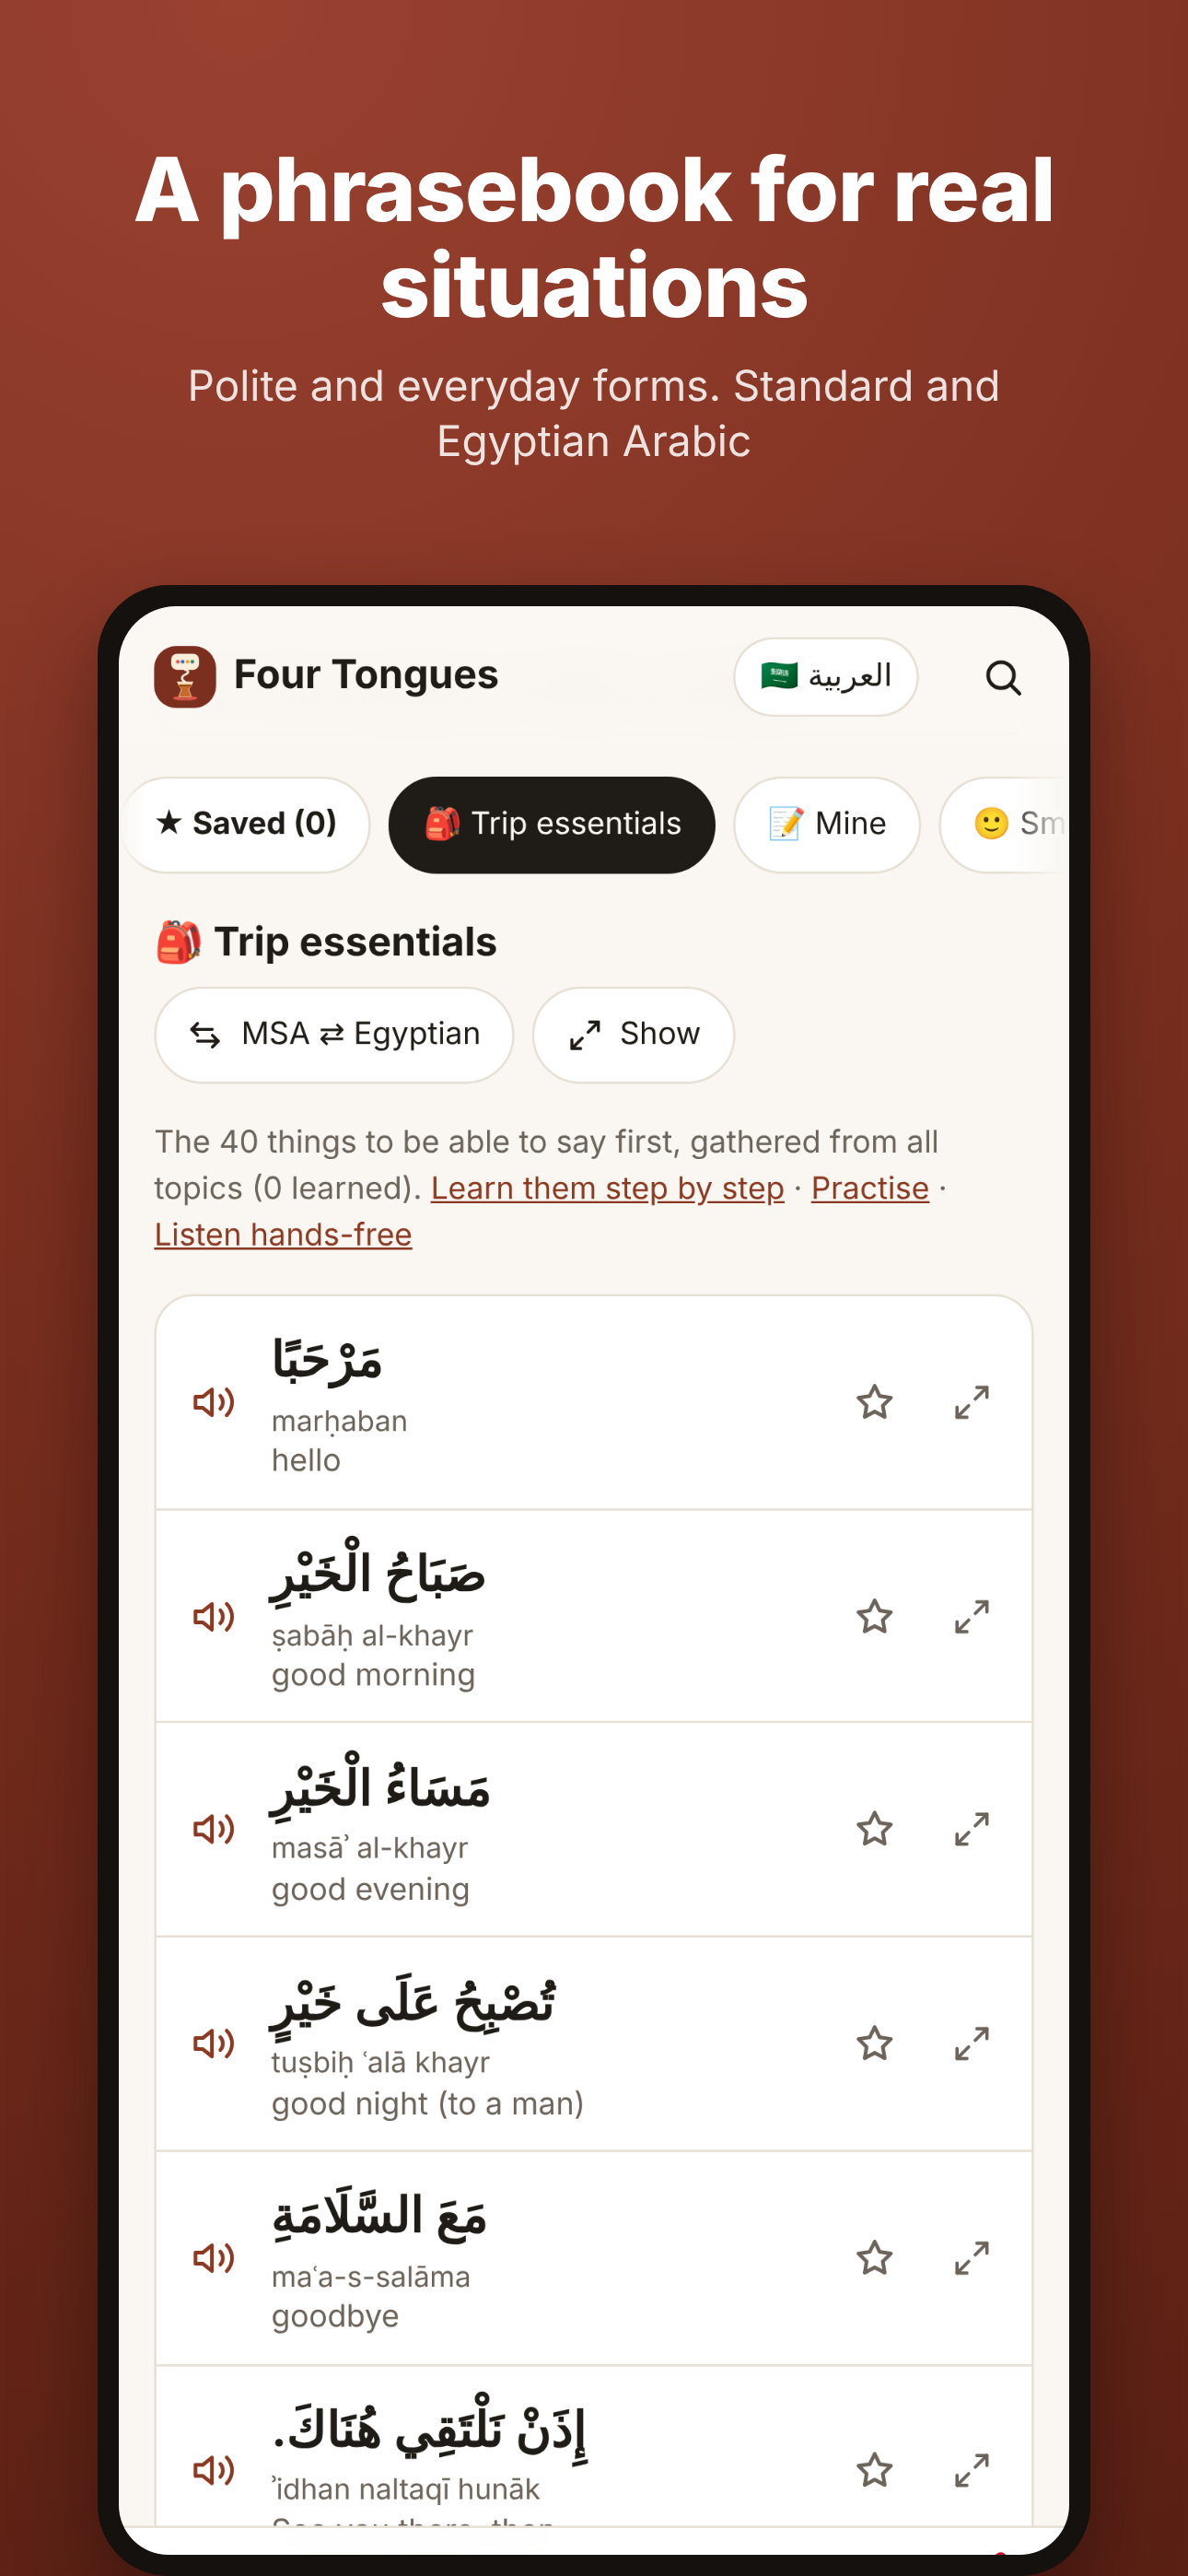 A phrasebook for real
situations
Polite and everyday forms. Standard and
Egyptian Arabic
Four Tongues
العربية
★ Saved (0)
Trip essentials
Mine
Sm
Trip essentials
MSA ⇄ Egyptian
Show
The 40 things to be able to say first, gathered from all
topics (0 learned). Learn them step by step · Practise ·
Listen hands-free
مَرْحَبًا
marḥaban
hello
صَبَاحُ الْخَيْرِ
ṣabāḥ al-khayr
good morning
مَسَاءُ الْخَيْرِ
masāʾ al-khayr
good evening
تُصْبِحُ عَلَى خَيْرٍ
tuṣbiḥ ʿalā khayr
good night (to a man)
مَعَ السَّلَامَةِ
maʿa-s-salāma
goodbye
إِذَنْ نَلْتَقِي هُنَاكَ.
ʾidhan naltaqī hunāk